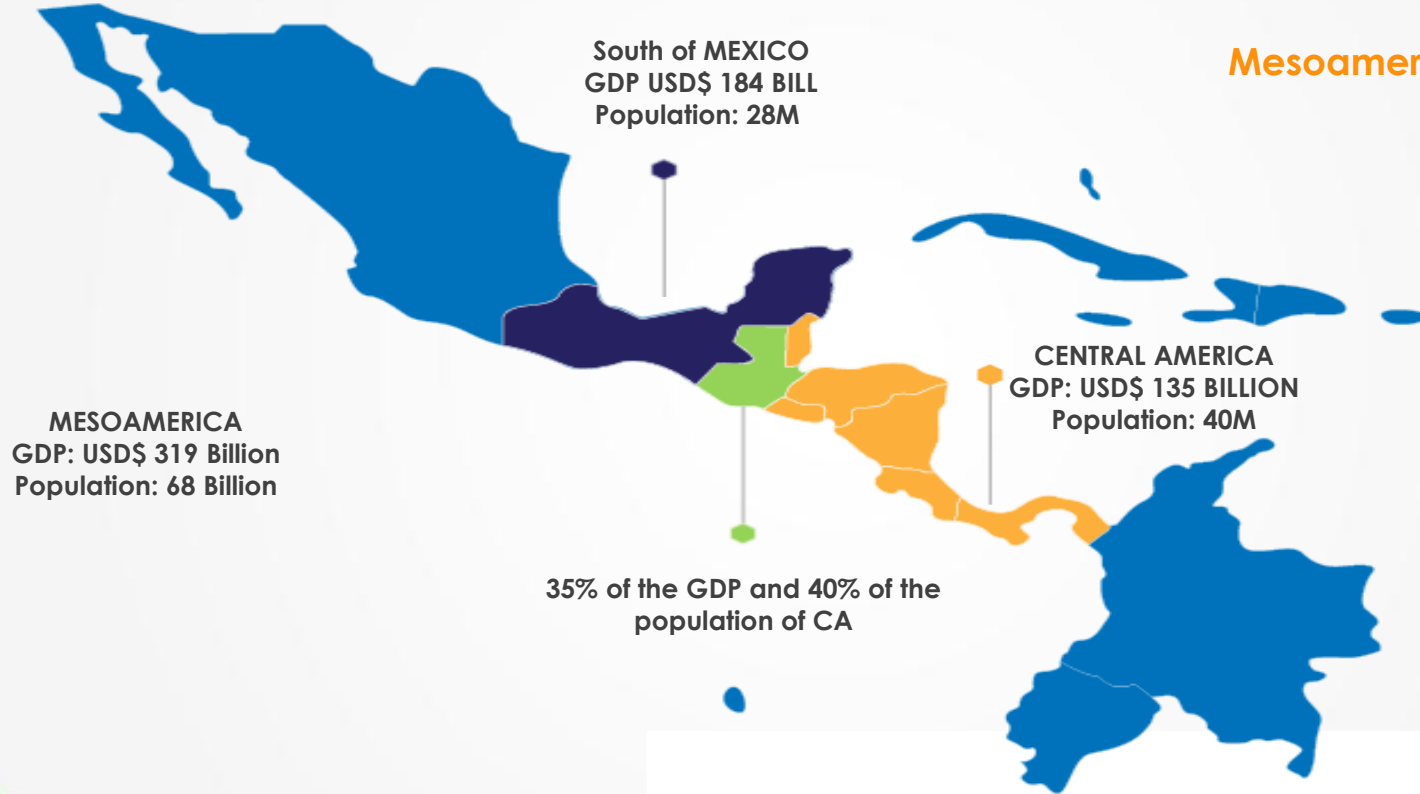 South of MEXICO
GDP USD$ 184 BILL
Population: 28M
Mesoamer
CENTRAL AMERICA
GDP: USD$ 135 BILLION
Population: 40M
MESOAMERICA
GDP: USD$ 319 Billion
Population: 68 Billion
35% of the GDP and 40% of the
population of CA